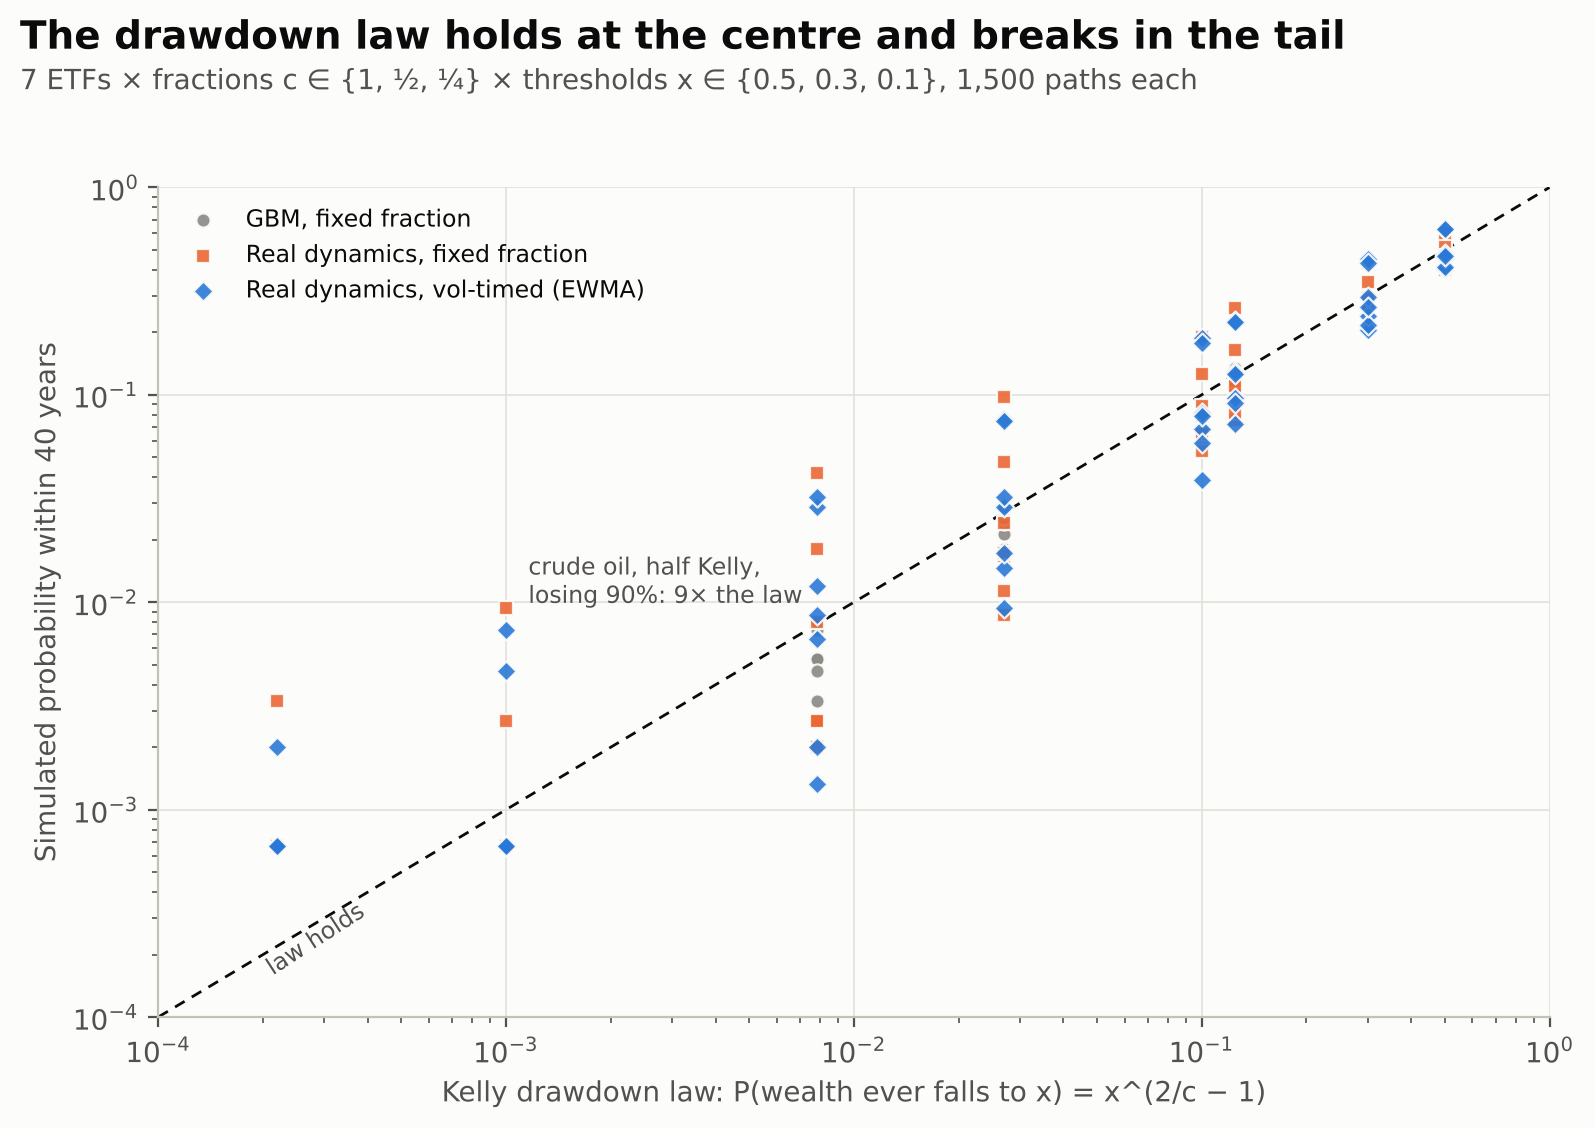 The drawdown law holds at the centre and breaks in the tail
7 ETFs × fractions c ∈ {1, ½, ¼} × thresholds x ∈ {0.5, 0.3, 0.1}, 1,500 paths each
GBM, fixed fraction
Real dynamics, fixed fraction
Real dynamics, vol-timed (EWMA)
Simulated probability within 40 years
10⁰
10⁻¹
10⁻²
10⁻³
10⁻⁴
crude oil, half Kelly,
losing 90%: 9× the law
law holds
10⁻⁴
10⁻³
10⁻²
10⁻¹
10⁰
Kelly drawdown law: P(wealth ever falls to x) = x^(2/c − 1)